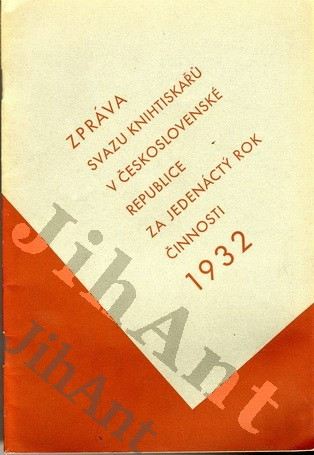 ZPRÁVA
SVAZU KNIHTISKAŘŮ
V ČESKOSLOVENSKÉ
REPUBLICE
ZA JEDENÁCTÝ ROK
ČINNOSTI
1932
JihAnt
JihAnt